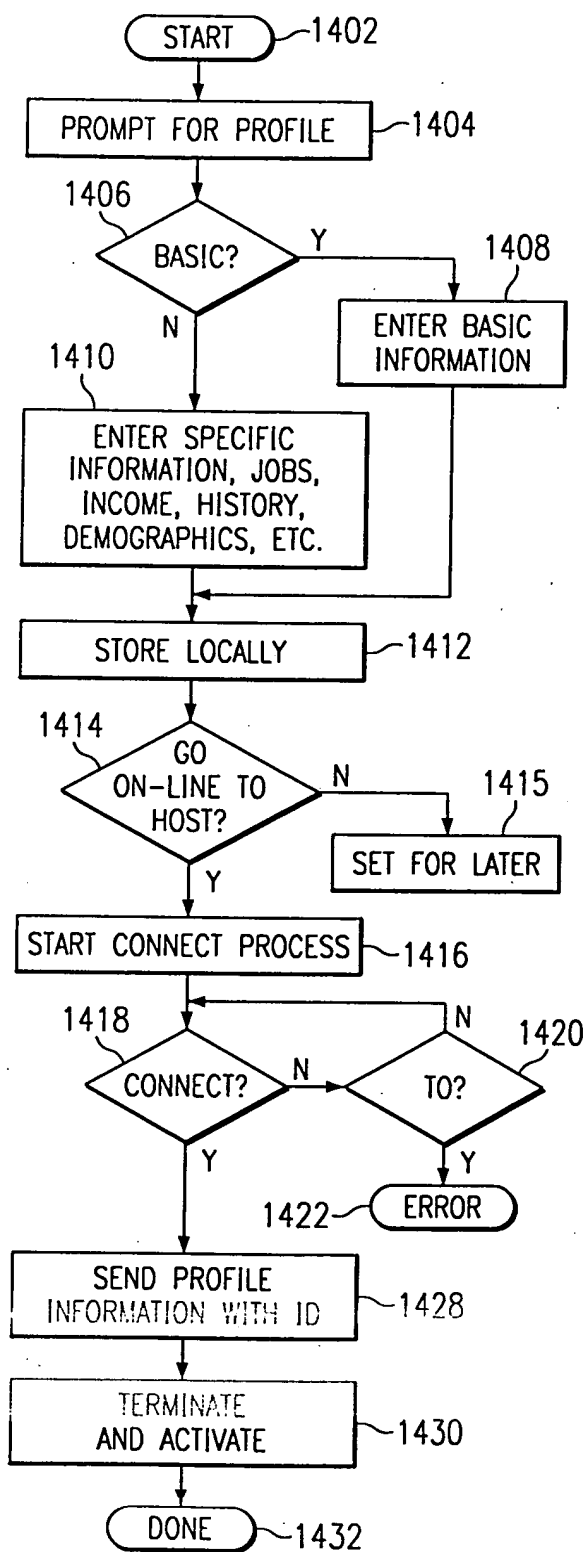 START
1402
PROMPT FOR PROFILE
1404
1406
BASIC?
Y
N
1408
ENTER BASIC
INFORMATION
1410
ENTER SPECIFIC
INFORMATION, JOBS,
INCOME, HISTORY,
DEMOGRAPHICS, ETC.
STORE LOCALLY
1412
1414
GO
ON-LINE TO
HOST?
N
Y
1415
SET FOR LATER
START CONNECT PROCESS
1416
1418
CONNECT?
N
Y
N
1420
TO?
Y
1422
ERROR
SEND PROFILE
INFORMATION WITH ID
1428
TERMINATE
AND ACTIVATE
1430
DONE
1432